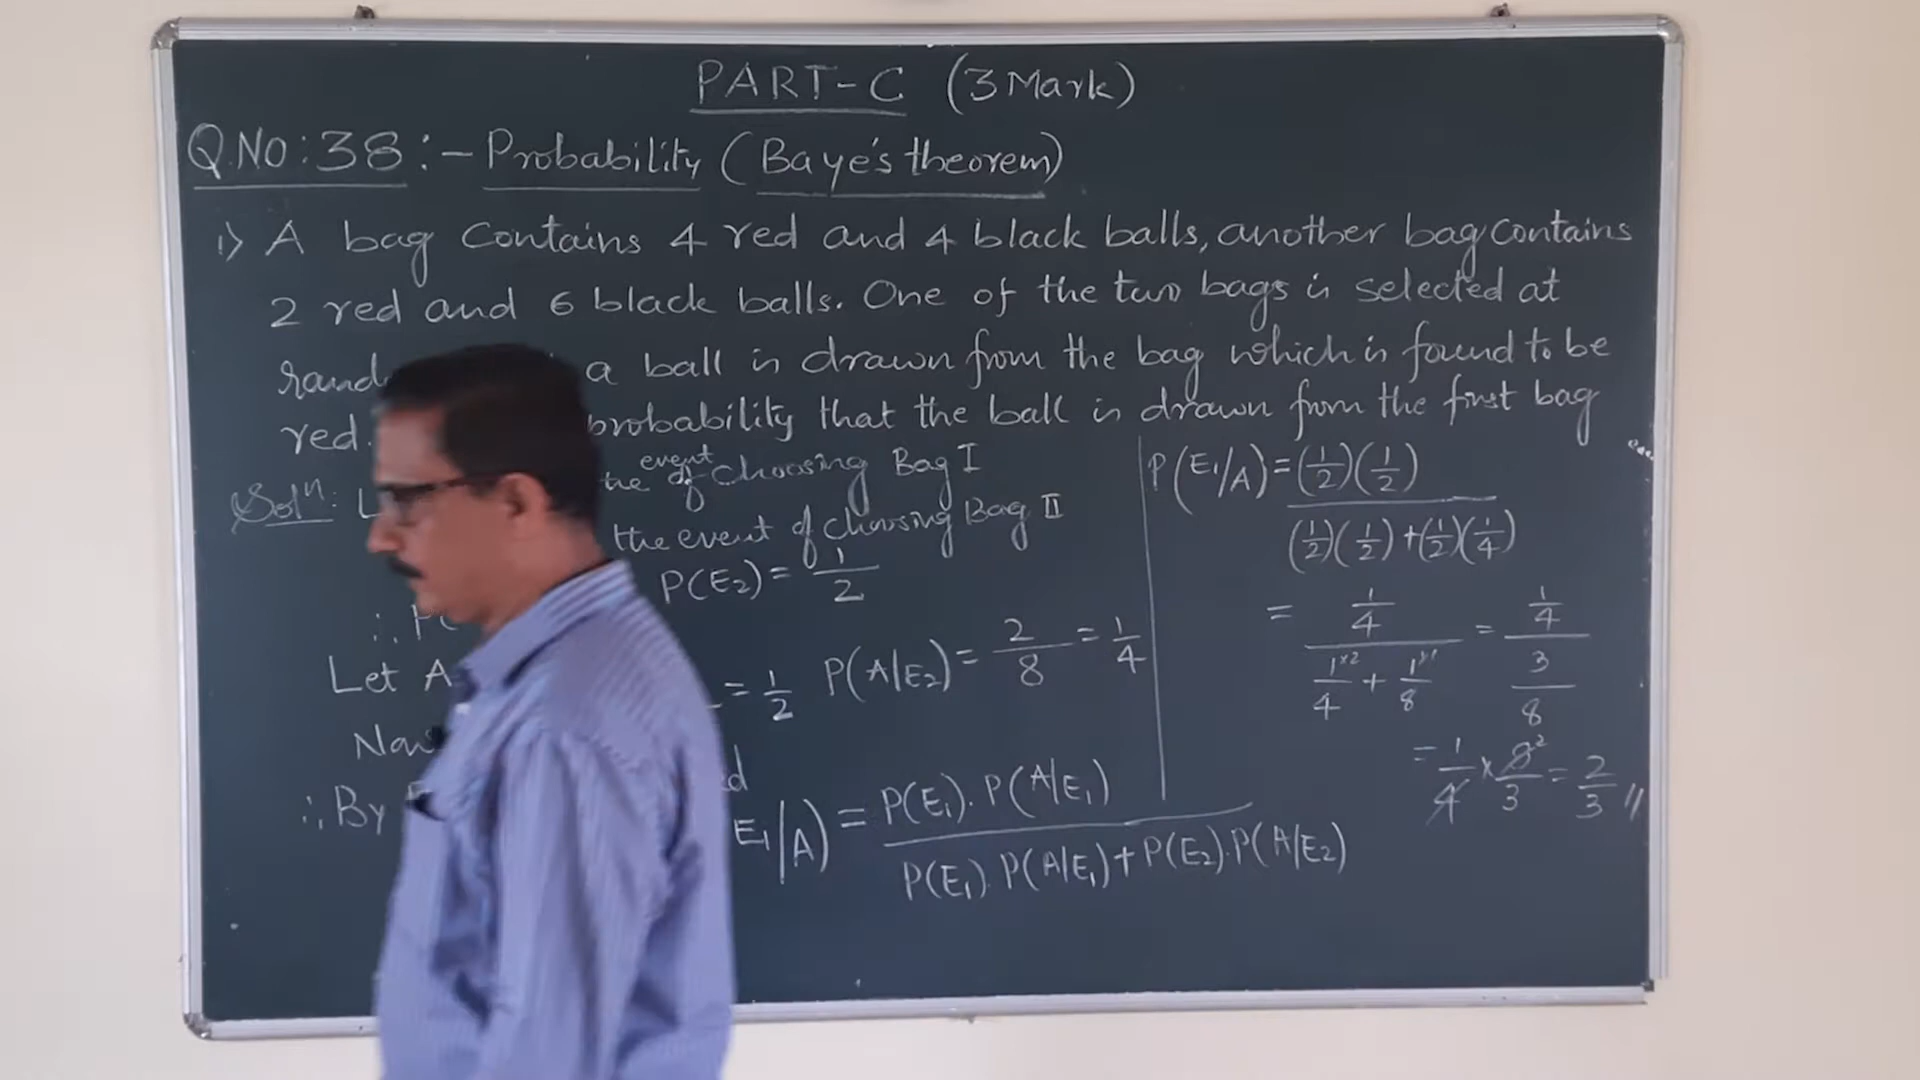 PART-C (3 Mark)
Q.NO:38:- Probability (Baye's theorem)
1) A bag contains 4 red and 4 black balls, another bag contains
2 red and 6 black balls. One of the two bags is selected at
a ball is drawn from the bag which is found to be
red. probability that the ball is drawn from the first bag
Solⁿ: event of choosing Bag I
the event of choosing Bag II
P(E₂) = 1/2
Let A = 1/2 P(A|E₂) = 2/8 = 1/4
∴ By E₁/A) = P(E₁). P(A|E₁) / P(E₁). P(A|E₁) + P(E₂). P(A|E₂)
P(E₁/A) = (1/2)(1/2) / (1/2)(1/2) + (1/2)(1/4)
= 1/4 / 1/4 ×2 + 1/8 ×1 = 1/4 / 3/8
= 1/4 × 8 2/3 = 2/3 //